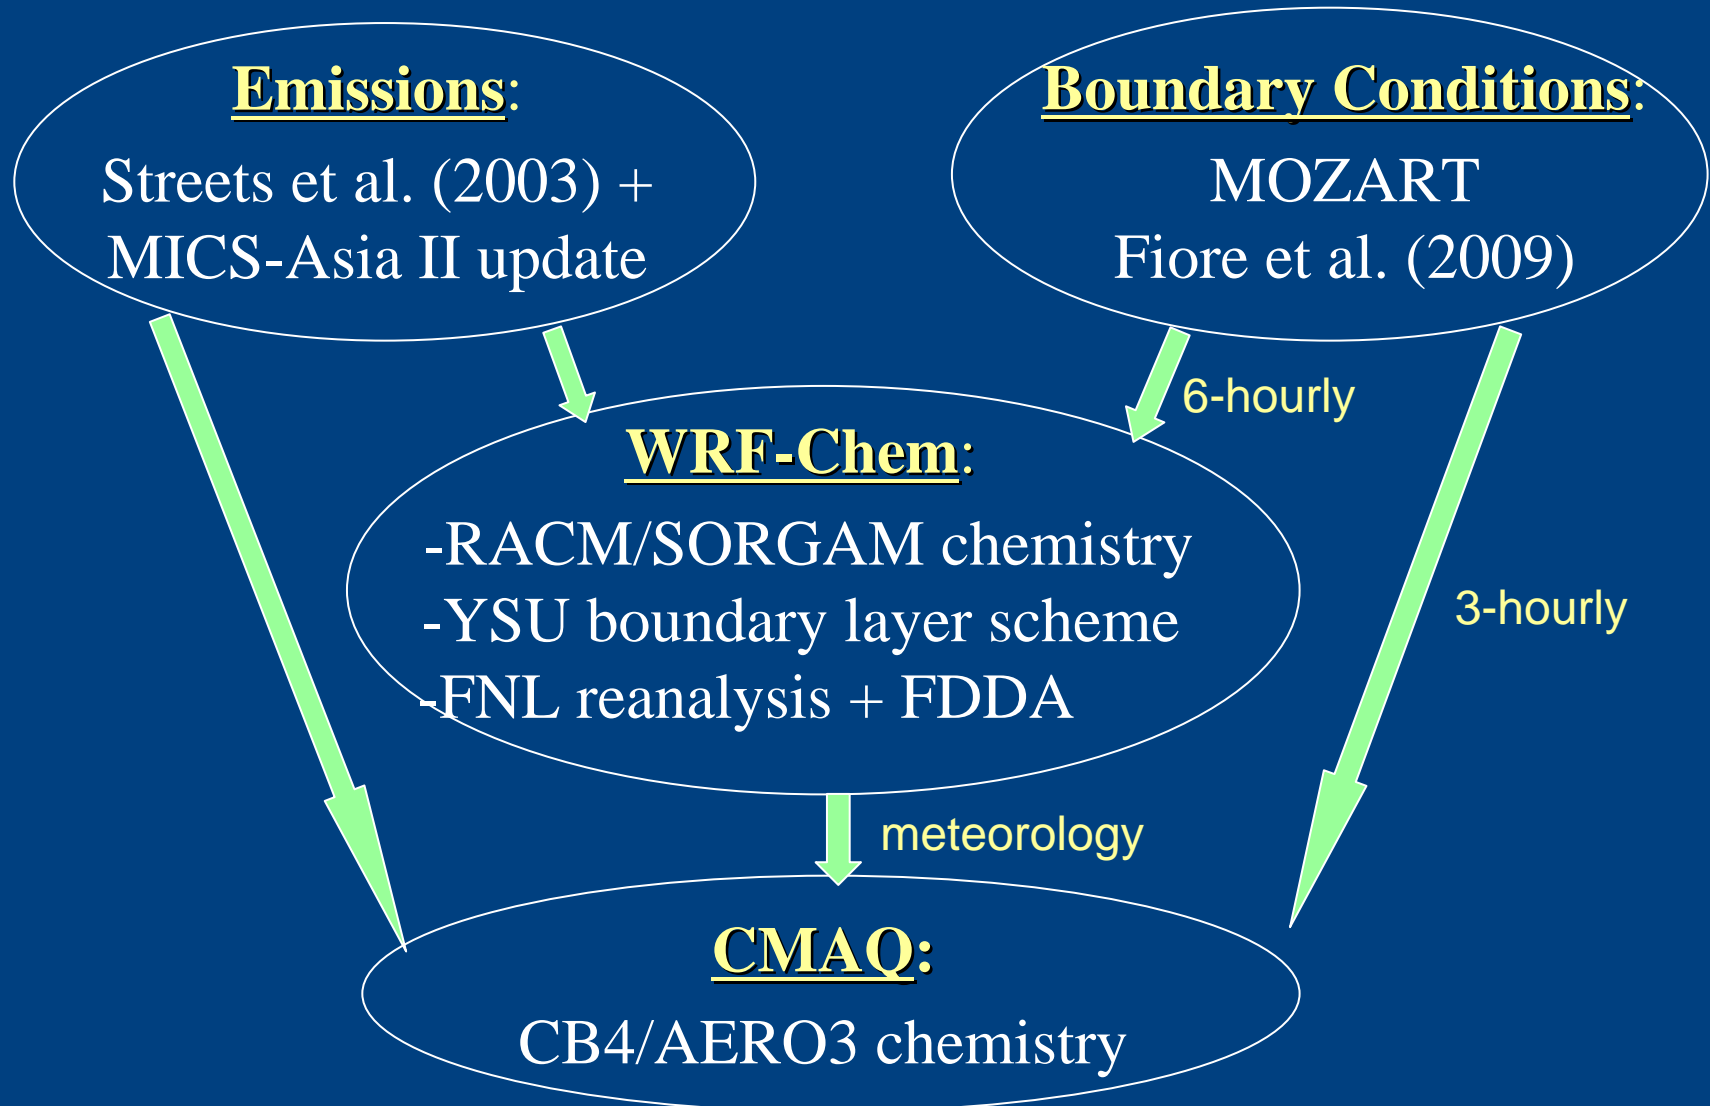 Emissions:
Streets et al. (2003) +
MICS-Asia II update
Boundary Conditions:
MOZART
Fiore et al. (2009)
6-hourly
WRF-Chem:
-RACM/SORGAM chemistry
-YSU boundary layer scheme
-FNL reanalysis + FDDA
3-hourly
meteorology
CMAQ:
CB4/AERO3 chemistry